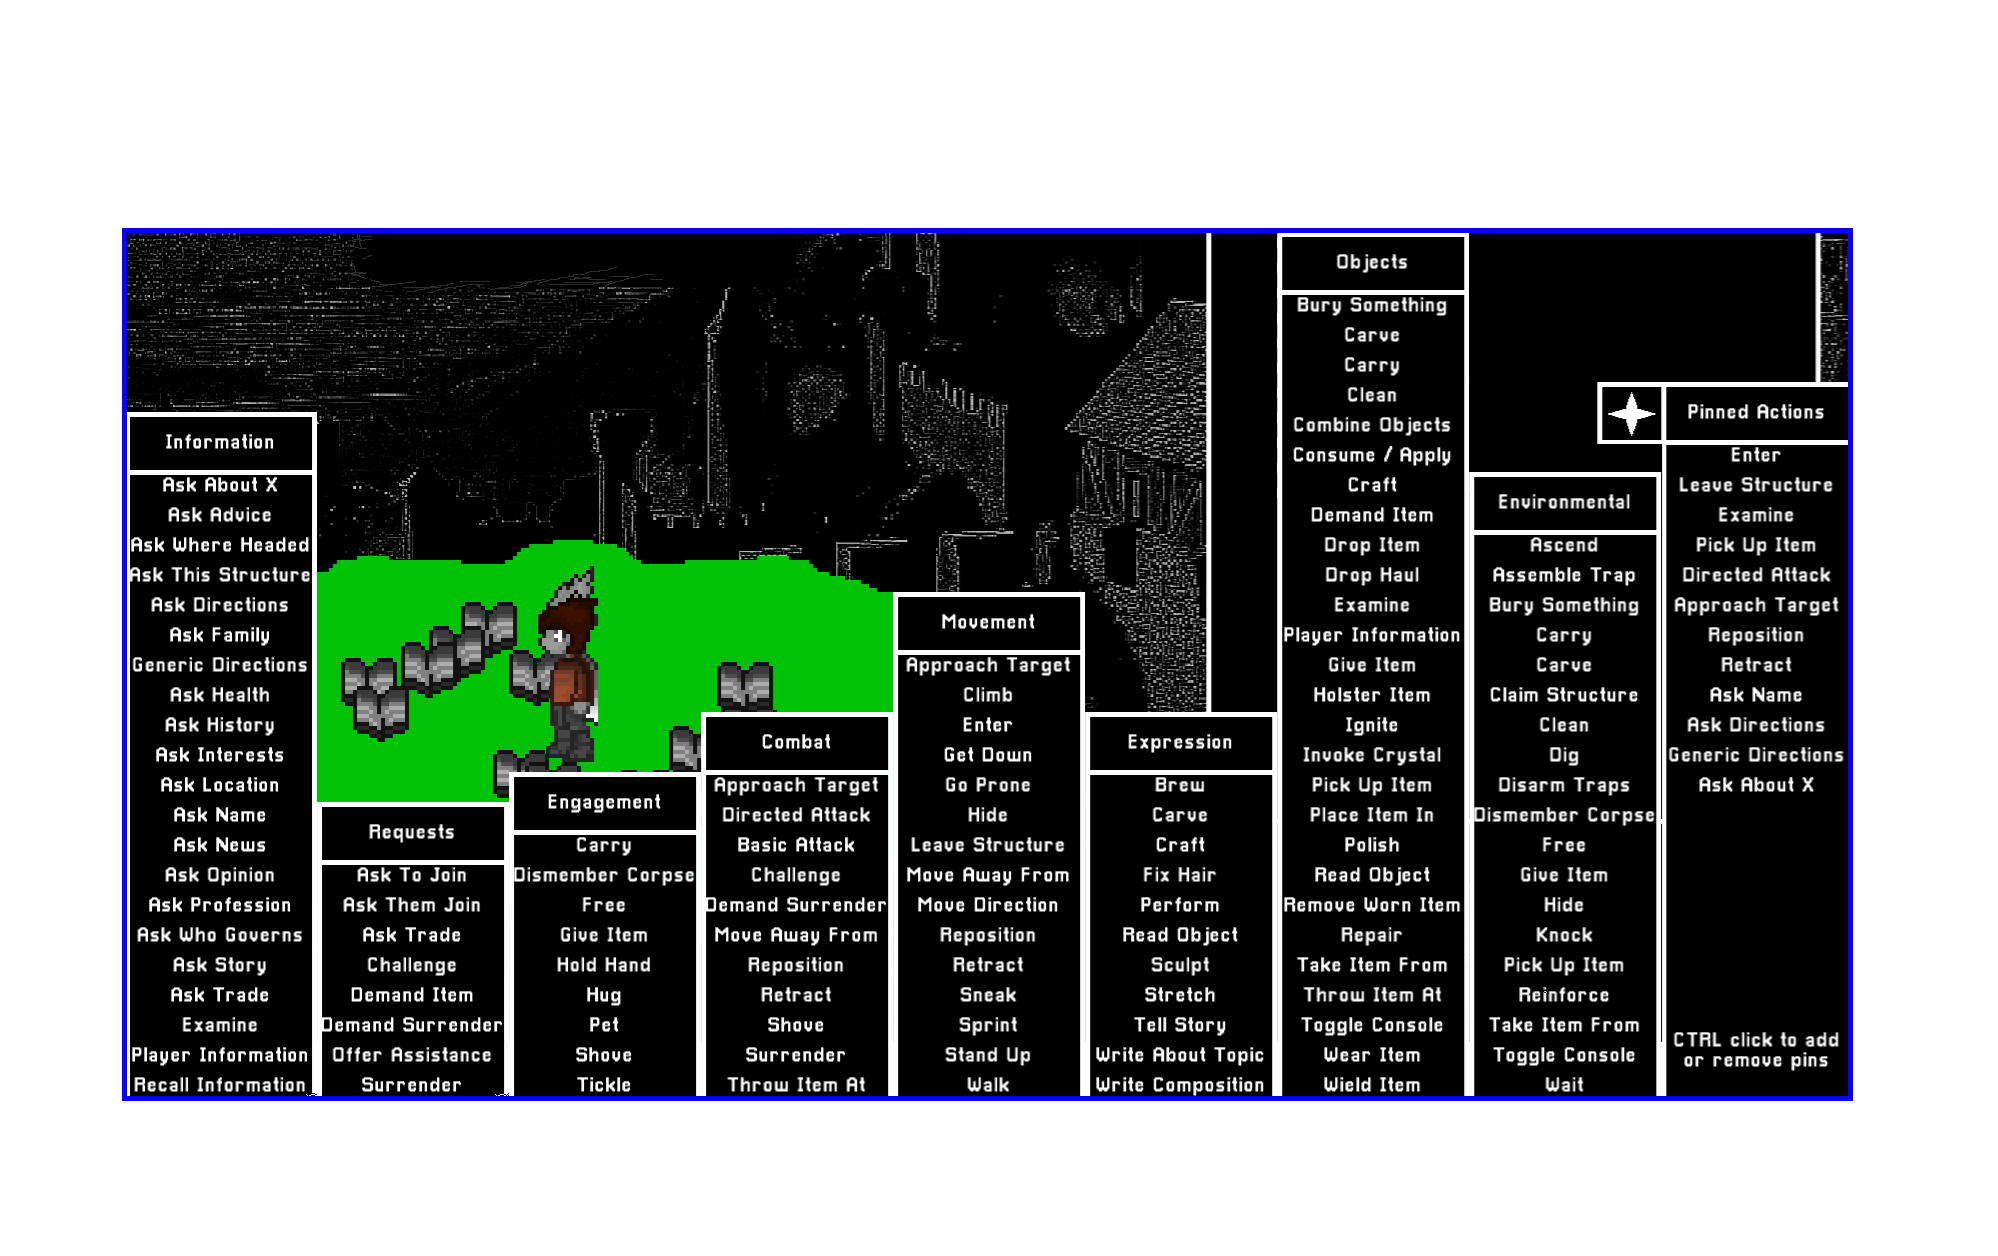 Information
Ask About X
Ask Advice
Ask Where Headed
Ask This Structure
Ask Directions
Ask Family
Generic Directions
Ask Health
Ask History
Ask Interests
Ask Location
Ask Name
Ask News
Ask Opinion
Ask Profession
Ask Who Governs
Ask Story
Ask Trade
Examine
Player Information
Recall Information
Requests
Ask To Join
Ask Them Join
Ask Trade
Challenge
Demand Item
Demand Surrender
Offer Assistance
Surrender
Engagement
Carry
Dismember Corpse
Free
Give Item
Hold Hand
Hug
Pet
Shove
Tickle
Combat
Approach Target
Directed Attack
Basic Attack
Challenge
Demand Surrender
Move Away From
Reposition
Retract
Shove
Surrender
Throw Item At
Movement
Approach Target
Climb
Enter
Get Down
Go Prone
Hide
Leave Structure
Move Away From
Move Direction
Reposition
Retract
Sneak
Sprint
Stand Up
Walk
Expression
Brew
Carve
Craft
Fix Hair
Perform
Read Object
Sculpt
Stretch
Tell Story
Write About Topic
Write Composition
Objects
Bury Something
Carve
Carry
Clean
Combine Objects
Consume / Apply
Craft
Demand Item
Drop Item
Drop Haul
Examine
Player Information
Give Item
Holster Item
Ignite
Invoke Crystal
Pick Up Item
Place Item In
Polish
Read Object
Remove Worn Item
Repair
Take Item From
Throw Item At
Toggle Console
Wear Item
Wield Item
Environmental
Ascend
Assemble Trap
Bury Something
Carry
Carve
Claim Structure
Clean
Dig
Disarm Traps
Dismember Corpse
Free
Give Item
Hide
Knock
Pick Up Item
Reinforce
Take Item From
Toggle Console
Wait
Pinned Actions
Enter
Leave Structure
Examine
Pick Up Item
Directed Attack
Approach Target
Reposition
Retract
Ask Name
Ask Directions
Generic Directions
Ask About X
CTRL click to add
or remove pins